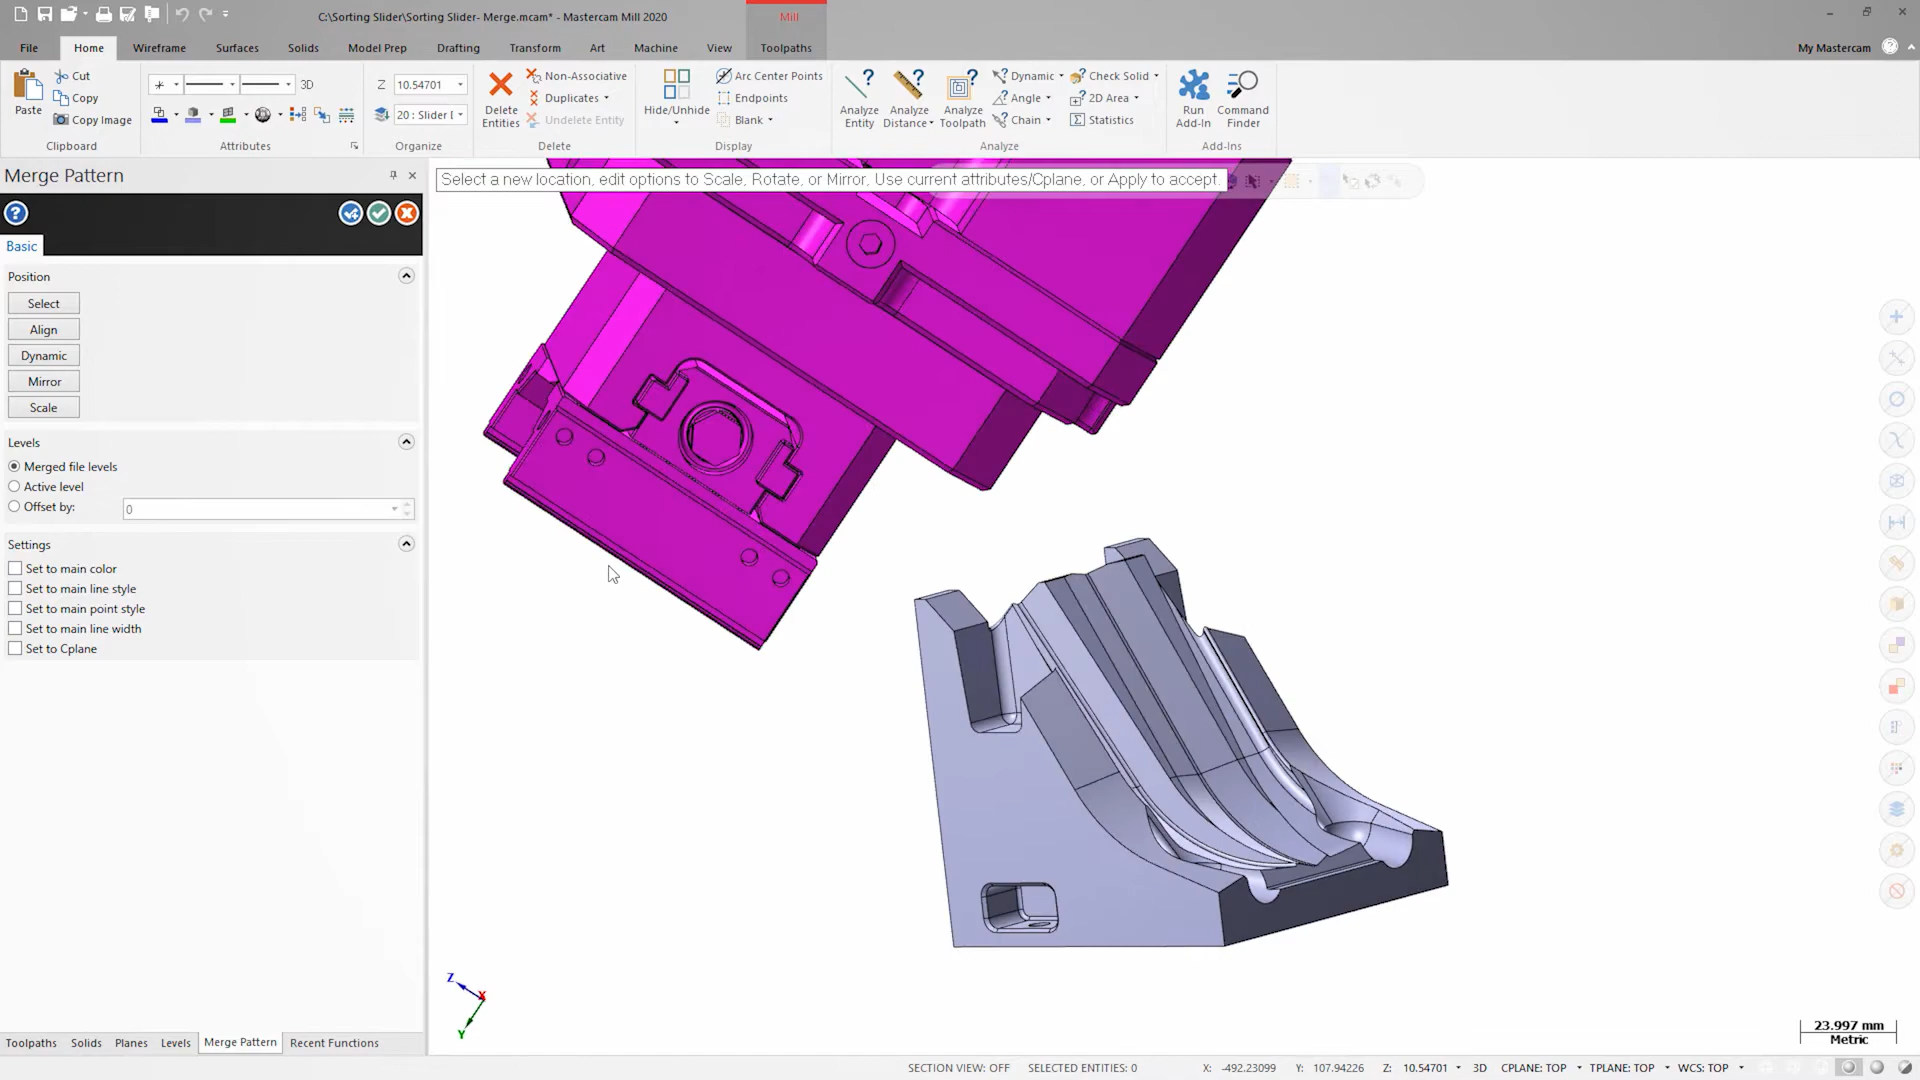 C:\Sorting Slider\Sorting Slider- Merge.mcam* - Mastercam Mill 2020
Mill
File
Home
Wireframe
Surfaces
Solids
Model Prep
Drafting
Transform
Art
Machine
View
Toolpaths
My Mastercam
Paste
Cut
Copy
Copy Image
Clipboard
3D
Attributes
Z 10.54701
20 : Slider
Organize
Delete Entities
Non-Associative
Duplicates
Undelete Entity
Delete
Hide/Unhide
Arc Center Points
Endpoints
Blank
Display
Analyze Entity
Analyze Distance
Analyze Toolpath
Dynamic
Angle
Chain
Check Solid
2D Area
Statistics
Analyze
Run Add-In
Command Finder
Add-Ins
Merge Pattern
Basic
Position
Select
Align
Dynamic
Mirror
Scale
Levels
Merged file levels
Active level
Offset by: 0
Settings
Set to main color
Set to main line style
Set to main point style
Set to main line width
Set to Cplane
Select a new location, edit options to Scale, Rotate, or Mirror, Use current attributes/Cplane, or Apply to accept.
Z
X
Y
23.997 mm
Metric
Toolpaths
Solids
Planes
Levels
Merge Pattern
Recent Functions
SECTION VIEW: OFF
SELECTED ENTITIES: 0
X: -492.23099
Y: 107.94226
Z: 10.54701
3D
CPLANE: TOP
TPLANE: TOP
WCS: TOP